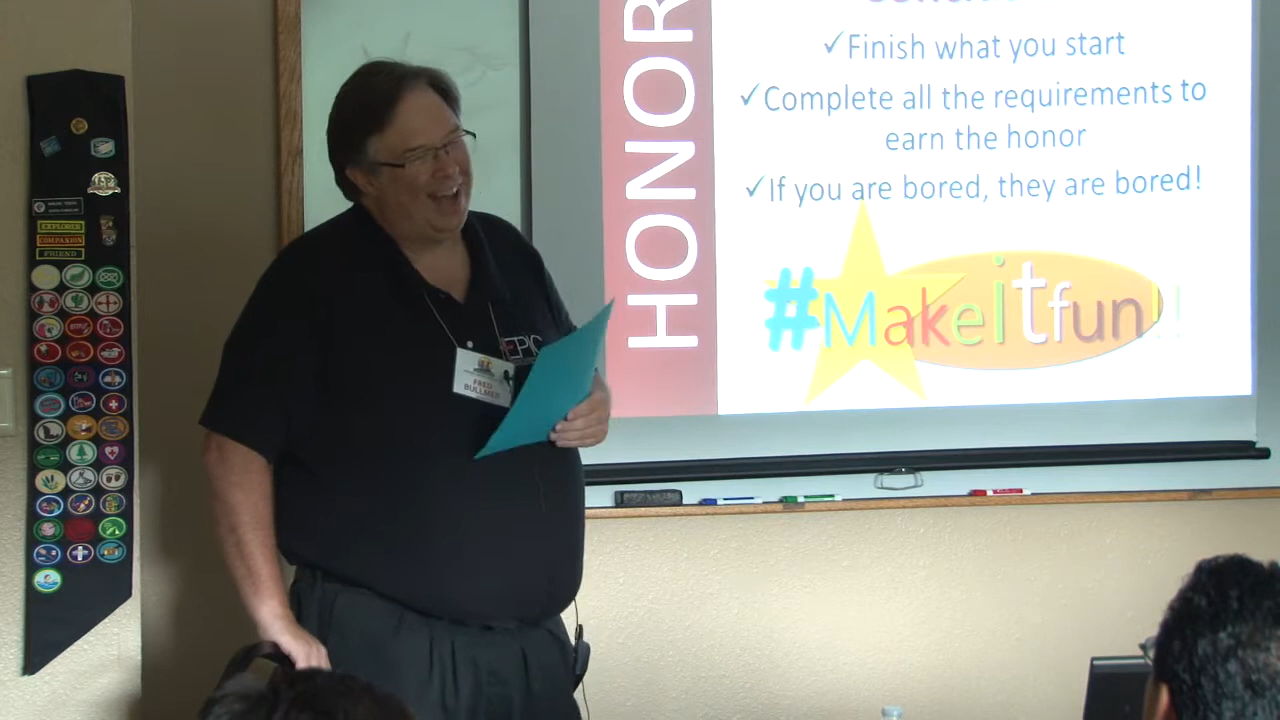 HONOR
✓Finish what you start
✓Complete all the requirements to
earn the honor
✓If you are bored, they are bored!
#Makeitfun!!
EPIC
FRED
BULLMER
EXPLORER
COMPANION
FRIEND